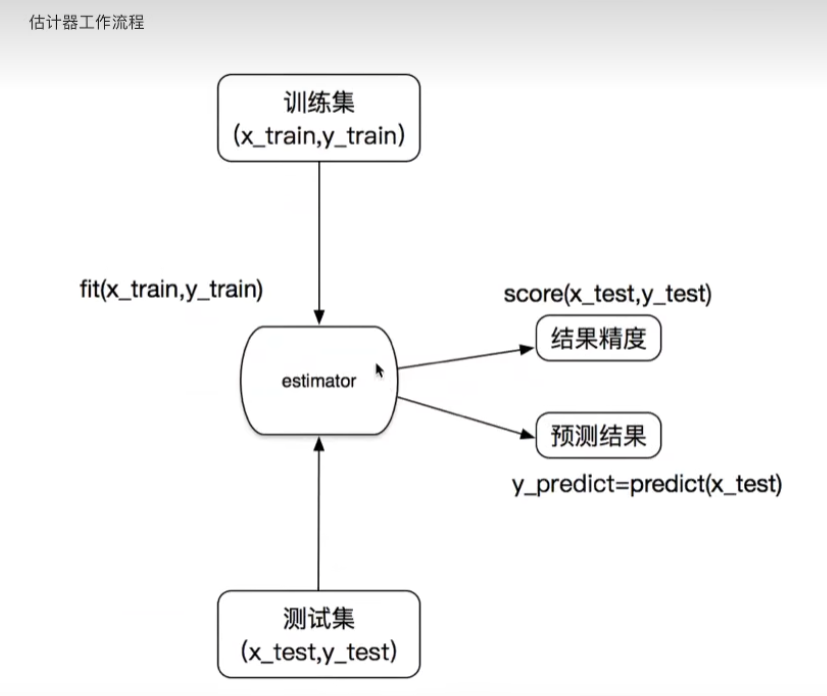 估计器工作流程
训练集
(x_train,y_train)
fit(x_train,y_train)
score(x_test,y_test)
结果精度
estimator
预测结果
y_predict=predict(x_test)
测试集
(x_test,y_test)